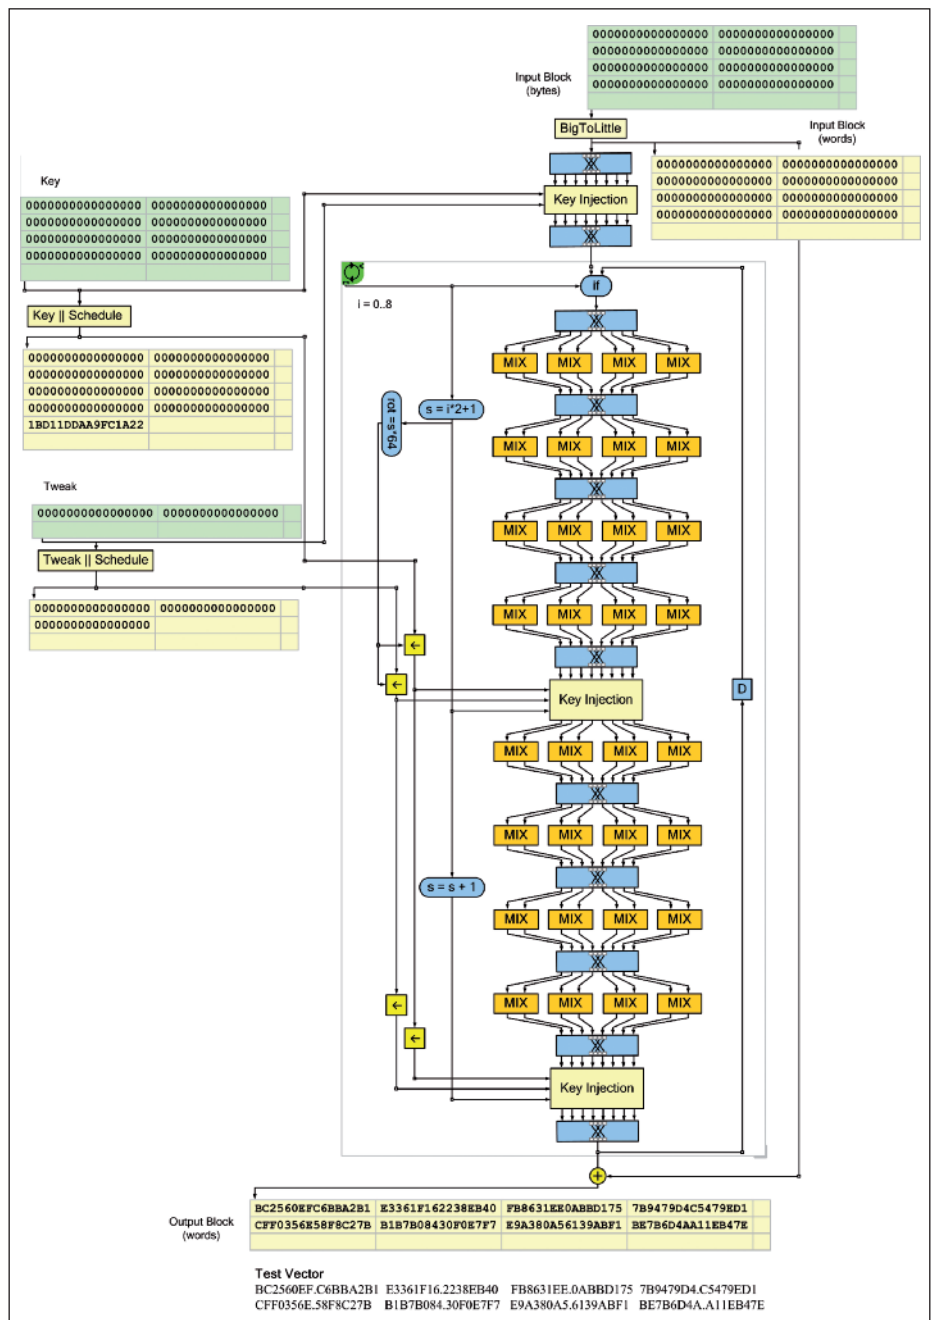 0000000000000000 0000000000000000
0000000000000000 0000000000000000
0000000000000000 0000000000000000
0000000000000000 0000000000000000
Input Block
(bytes)
BigToLittle
Input Block
(words)
0000000000000000 0000000000000000
0000000000000000 0000000000000000
0000000000000000 0000000000000000
0000000000000000 0000000000000000
Key Injection
Key
0000000000000000 0000000000000000
0000000000000000 0000000000000000
0000000000000000 0000000000000000
0000000000000000 0000000000000000
if
i = 0..8
Key || Schedule
0000000000000000 0000000000000000
0000000000000000 0000000000000000
0000000000000000 0000000000000000
0000000000000000 0000000000000000
1BD11DDAA9FC1A22
MIX MIX MIX MIX
rot =s*64
s = i*2+1
MIX MIX MIX MIX
Tweak
0000000000000000 0000000000000000
MIX MIX MIX MIX
Tweak || Schedule
0000000000000000 0000000000000000
0000000000000000
MIX MIX MIX MIX
←
←
Key Injection
D
MIX MIX MIX MIX
MIX MIX MIX MIX
s = s + 1
MIX MIX MIX MIX
MIX MIX MIX MIX
←
←
Key Injection
+
Output Block
(words)
BC2560EFC6BBA2B1 E3361F162238EB40 FB8631EE0ABBD175 7B9479D4C5479ED1
CFF0356E58F8C27B B1B7B08430F0E7F7 E9A380A56139ABF1 BE7B6D4AA11EB47E
Test Vector
BC2560EF.C6BBA2B1 E3361F16.2238EB40 FB8631EE.0ABBD175 7B9479D4.C5479ED1
CFF0356E.58F8C27B B1B7B084.30F0E7F7 E9A380A5.6139ABF1 BE7B6D4A.A11EB47E